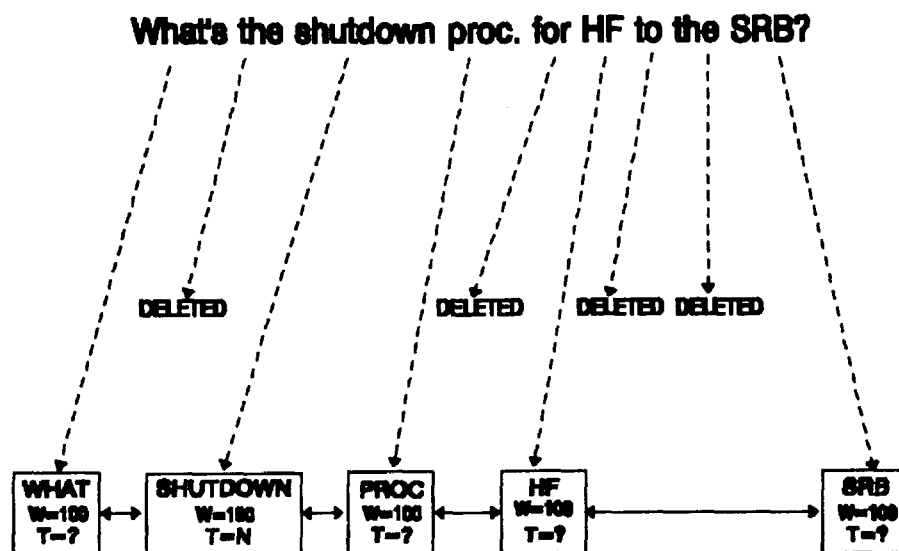 What's the shutdown proc. for HF to the SRB?
DELETED DELETED DELETED DELETED
WHAT SHUTDOWN PROC HF SRB
W=100 W=100 W=100 W=100 W=100
T=? T=N T=? T=? T=?